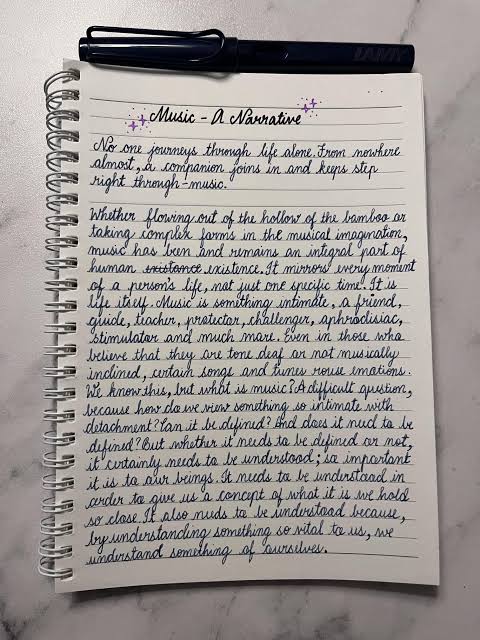 LAMY
Music - A Narrative
No one journeys through life alone. From nowhere
almost, a companion joins in and keeps step
right through-music.
Whether flowing out of the hollow of the bamboo or
taking complex forms in the musical imagination,
music has been and remains an integral part of
human existance existence. It mirrors every moment
of a person's life, not just one specific time. It is
life itself. Music is something intimate, a friend,
guide, teacher, protector, challenger, aphrodisiac,
stimulator and much more. Even in those who
believe that they are tone deaf or not musically
inclined, certain songs and tunes rouse emotions.
We know this, but what is music? A difficult question,
because how do we view something so intimate with
detachment? Can it be defined? And does it need to be
defined? But whether it needs to be defined or not,
it certainly needs to be understood; so important
it is to our beings. It needs to be understood in
order to give us a concept of what it is we hold
so close. It also needs to be understood because,
by understanding something so vital to us, we
understand something of ourselves.